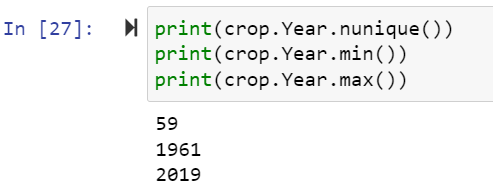 In [27]: print(crop.Year.nunique())
print(crop.Year.min())
print(crop.Year.max())
59
1961
2019